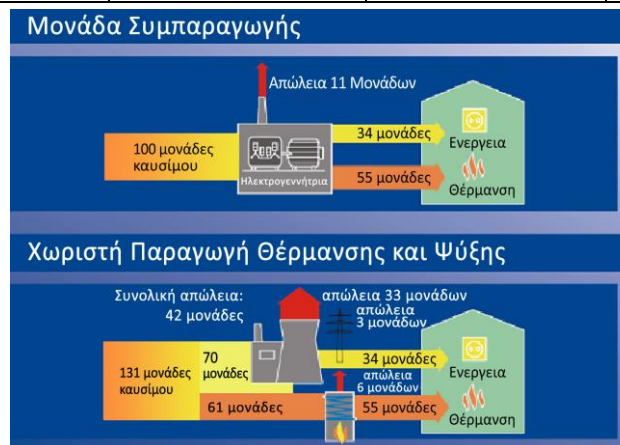 Μονάδα Συμπαραγωγής
Απώλεια 11 Μονάδων
100 μονάδες
καυσίμου
Ηλεκτρογεννήτρια
34 μονάδες
55 μονάδες
Ενεργεια
Θέρμανση
Χωριστή Παραγωγή Θέρμανσης και Ψύξης
Συνολική απώλεια:
42 μονάδες
απώλεια 33 μονάδων
απώλεια
3 μονάδων
131 μονάδες
καυσίμου
70
μονάδες
61 μονάδες
34 μονάδες
απώλεια
6 μονάδων
55 μονάδες
Ενεργεια
Θέρμανση